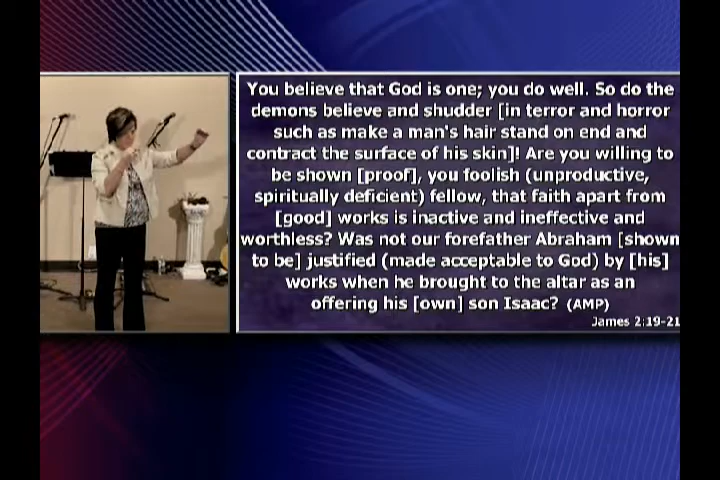 You believe that God is one; you do well. So do the
demons believe and shudder [in terror and horror
such as make a man's hair stand on end and
contract the surface of his skin]! Are you willing to
be shown [proof], you foolish (unproductive,
spiritually deficient) fellow, that faith apart from
[good] works is inactive and ineffective and
worthless? Was not our forefather Abraham [shown
to be] justified (made acceptable to God) by [his]
works when he brought to the altar as an
offering his [own] son Isaac? (AMP)
James 2:19-21